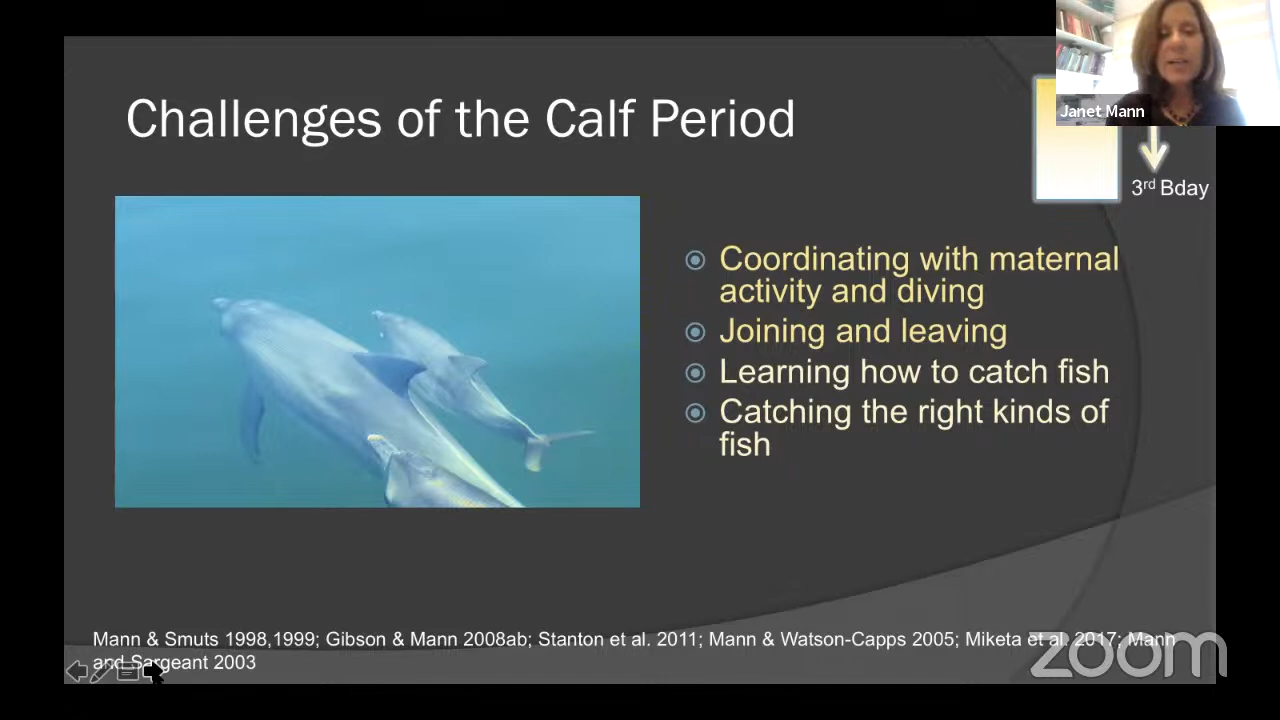 Challenges of the Calf Period
Janet Mann
3rd Bday
Coordinating with maternal
activity and diving
Joining and leaving
Learning how to catch fish
Catching the right kinds of
fish
Mann & Smuts 1998,1999; Gibson & Mann 2008ab; Stanton et al. 2011; Mann & Watson-Capps 2005; Miketa et al. 2017; Mann
and Sargeant 2003
zoom